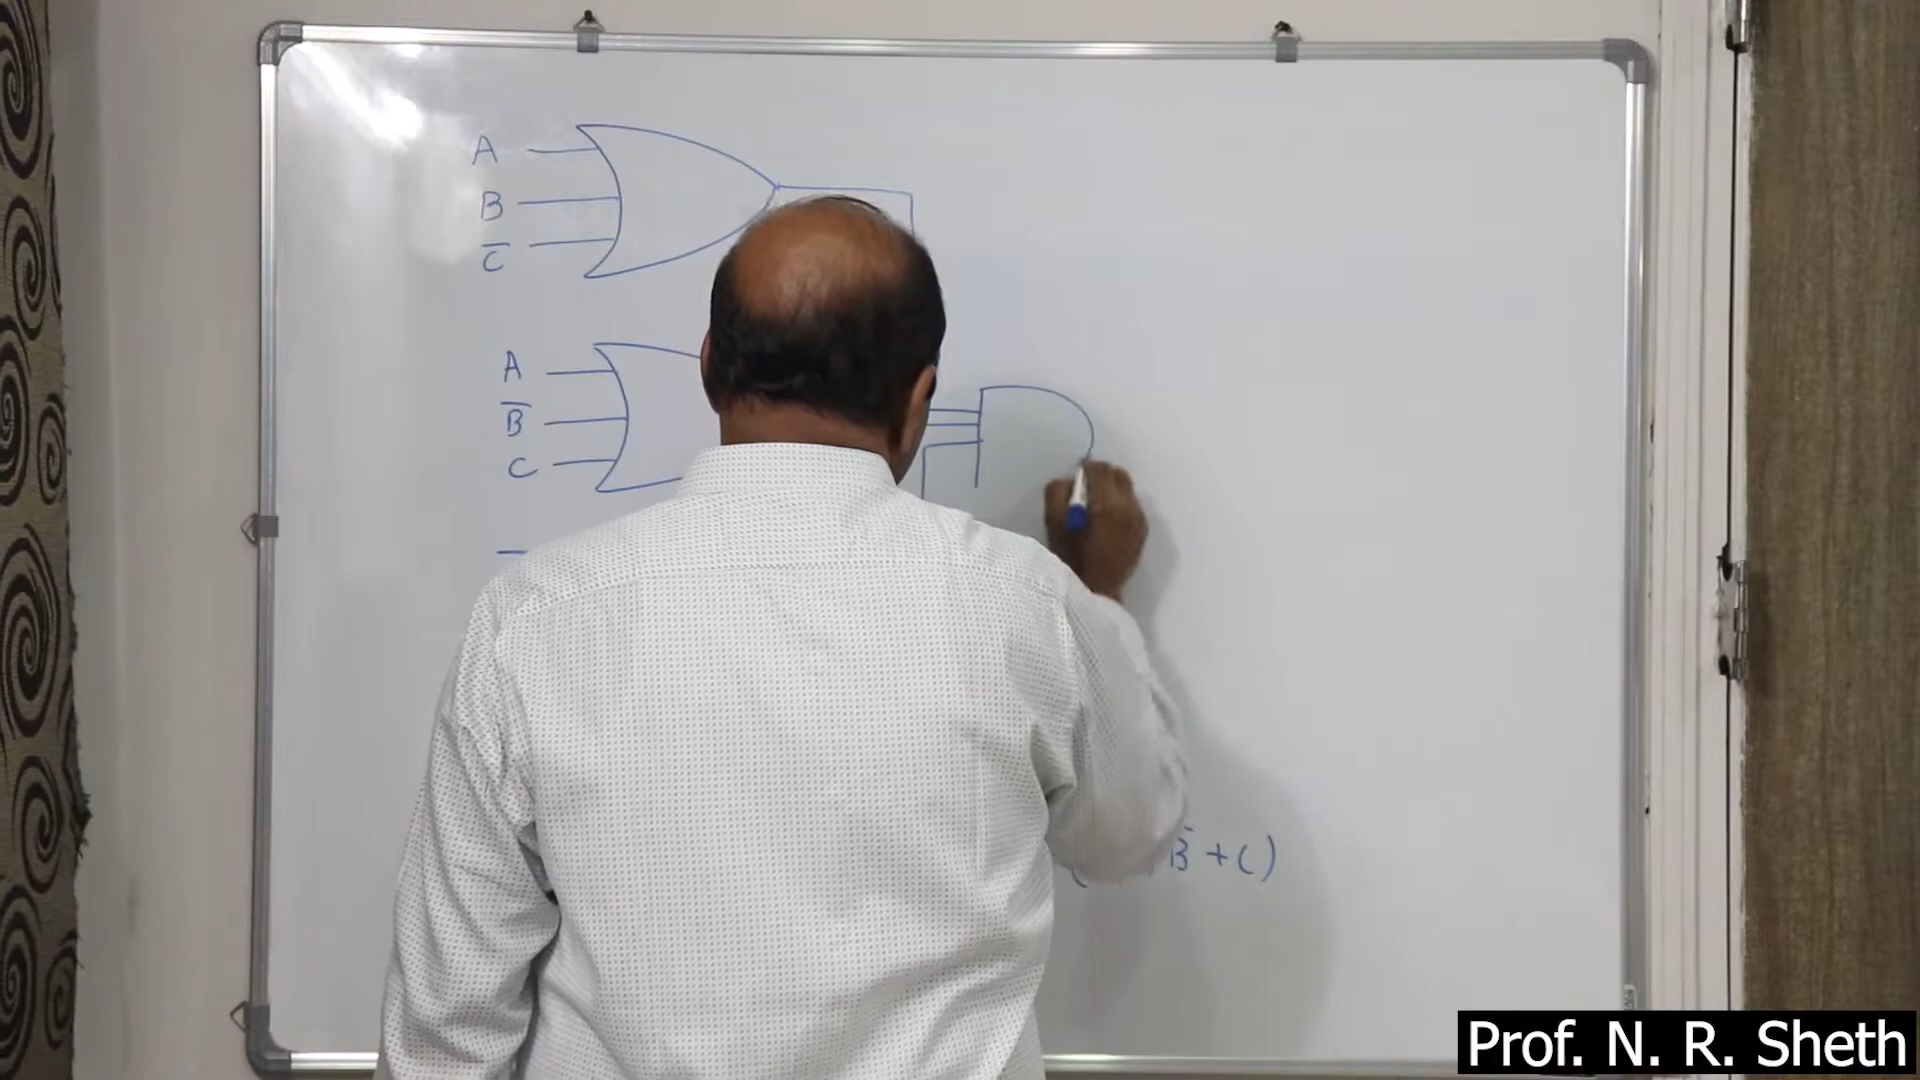 A
B
C̅
A
B̅
C
B̅ + C)
Prof. N. R. Sheth